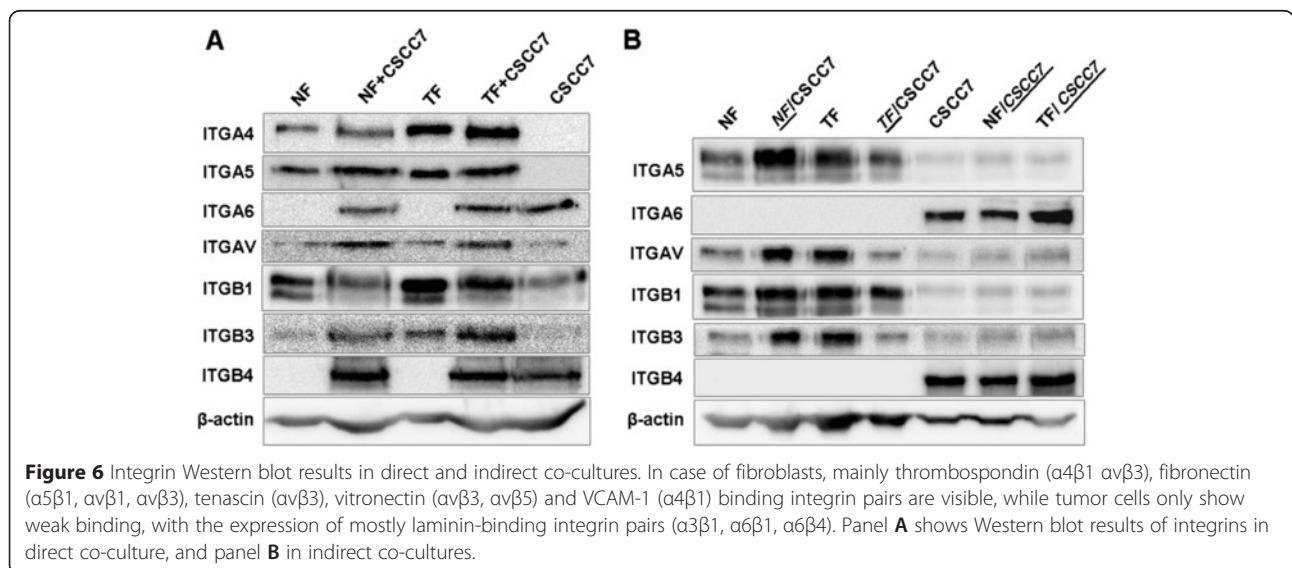 A
NF
NF+CSCC7
TF
TF+CSCC7
CSCC7
ITGA4
ITGA5
ITGA6
ITGAV
ITGB1
ITGB3
ITGB4
β-actin
B
NF
NF/CSCC7
TF
TF/CSCC7
CSCC7
NF/CSCC7
TF/ CSCC7
ITGA5
ITGA6
ITGAV
ITGB1
ITGB3
ITGB4
β-actin
Figure 6 Integrin Western blot results in direct and indirect co-cultures. In case of fibroblasts, mainly thrombospondin (α4β1 αvβ3), fibronectin
(α5β1, αvβ1, αvβ3), tenascin (αvβ3), vitronectin (αvβ3, αvβ5) and VCAM-1 (α4β1) binding integrin pairs are visible, while tumor cells only show
weak binding, with the expression of mostly laminin-binding integrin pairs (α3β1, α6β1, α6β4). Panel A shows Western blot results of integrins in
direct co-culture, and panel B in indirect co-cultures.